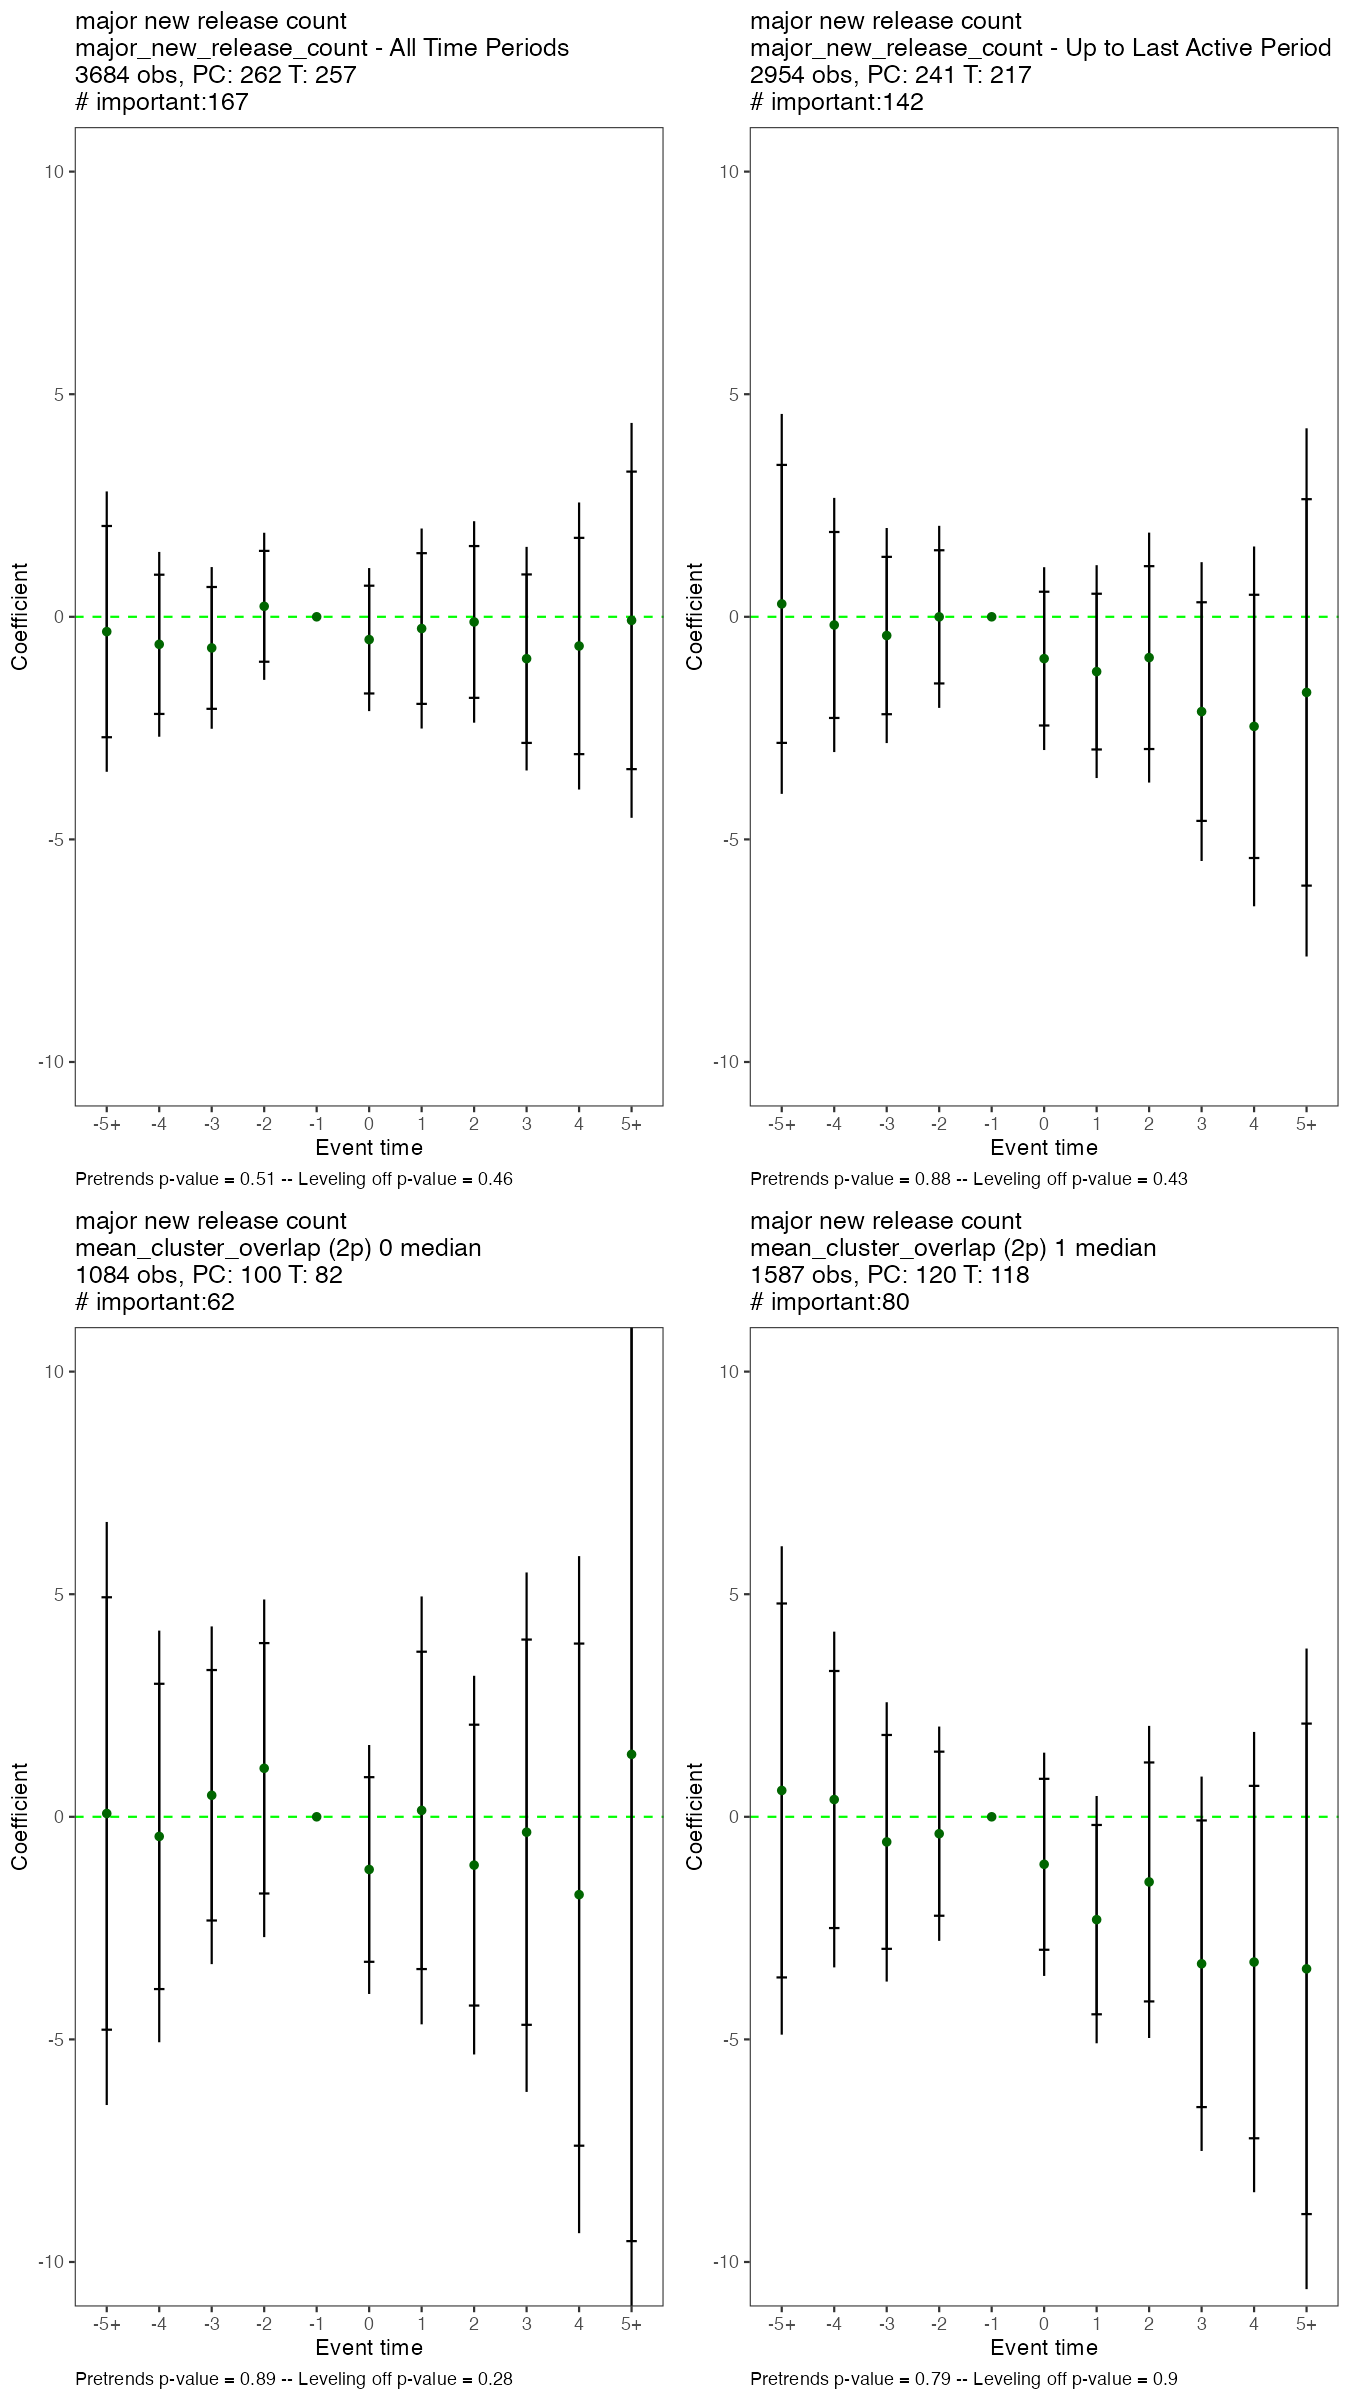 major new release count
major_new_release_count - All Time Periods
3684 obs, PC: 262 T: 257
# important:167
10
5
0
-5
-10
Coefficient
-5+ -4 -3 -2 -1 0 1 2 3 4 5+
Event time
Pretrends p-value = 0.51 -- Leveling off p-value = 0.46
major new release count
major_new_release_count - Up to Last Active Period
2954 obs, PC: 241 T: 217
# important:142
10
5
0
-5
-10
Coefficient
-5+ -4 -3 -2 -1 0 1 2 3 4 5+
Event time
Pretrends p-value = 0.88 -- Leveling off p-value = 0.43
major new release count
mean_cluster_overlap (2p) 0 median
1084 obs, PC: 100 T: 82
# important:62
10
5
0
-5
-10
Coefficient
-5+ -4 -3 -2 -1 0 1 2 3 4 5+
Event time
Pretrends p-value = 0.89 -- Leveling off p-value = 0.28
major new release count
mean_cluster_overlap (2p) 1 median
1587 obs, PC: 120 T: 118
# important:80
10
5
0
-5
-10
Coefficient
-5+ -4 -3 -2 -1 0 1 2 3 4 5+
Event time
Pretrends p-value = 0.79 -- Leveling off p-value = 0.9